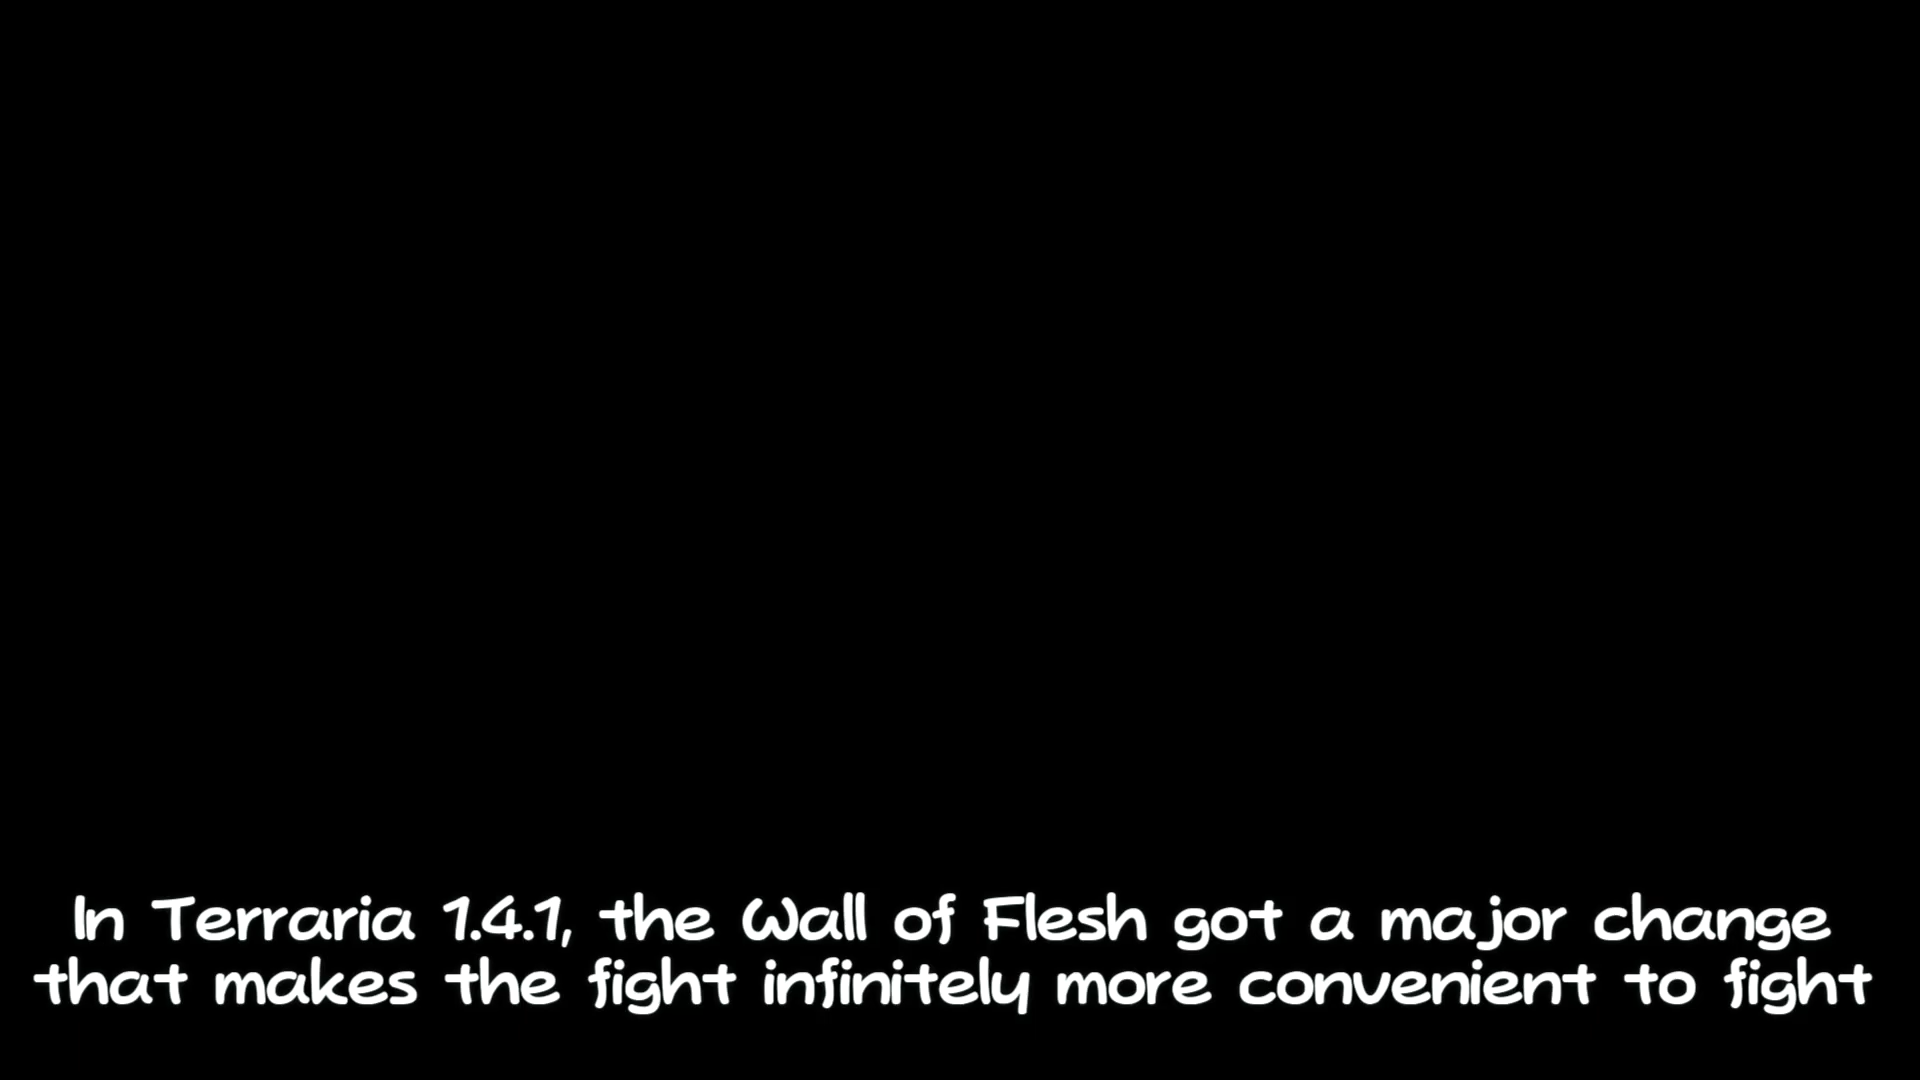 In Terraria 1.4.1, the Wall of Flesh got a major change
that makes the fight infinitely more convenient to fight